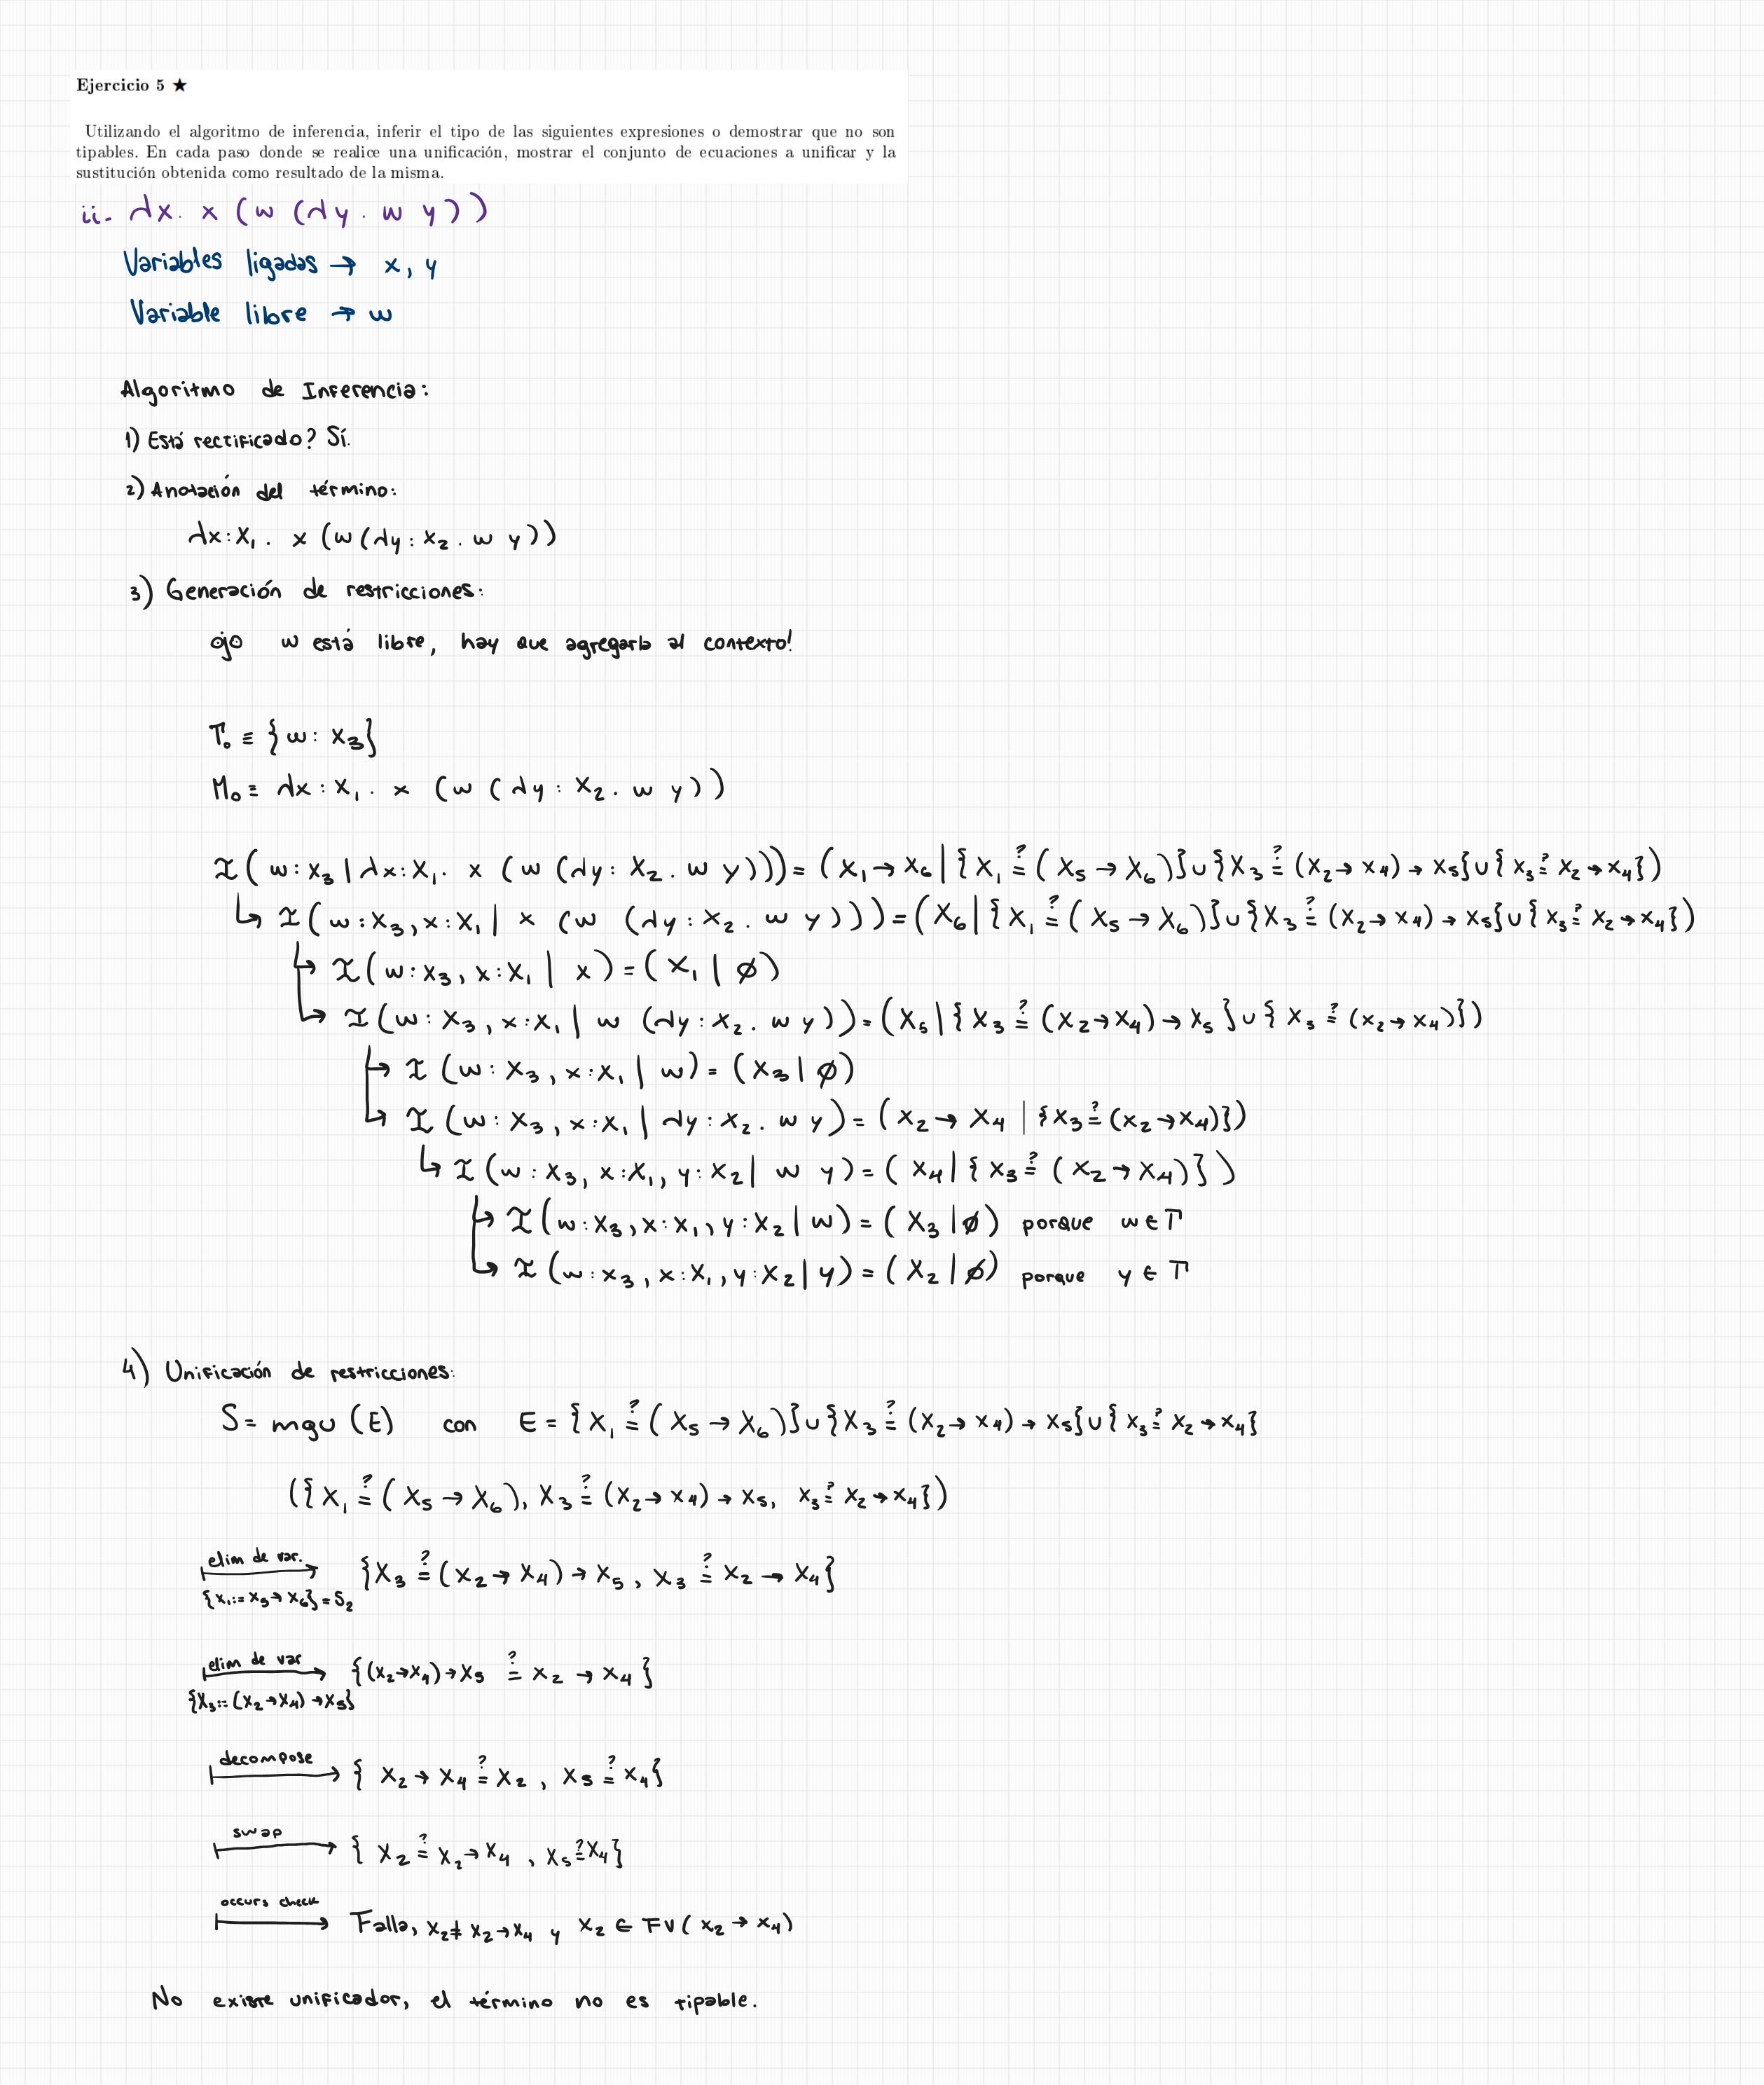 Ejercicio 5 ★
Utilizando el algoritmo de inferencia, inferir el tipo de las siguientes expresiones o demostrar que no son
tipables. En cada paso donde se realice una unificación, mostrar el conjunto de ecuaciones a unificar y la
sustitución obtenida como resultado de la misma.
ii. λx. x (w (λy. w y))
Variables ligadas → x, y
Variable libre → w
Algoritmo de Inferencia:
1) Está rectificado? Sí.
2) Anotación del término:
λx:X₁. x (w (λy:X₂. w y))
3) Generación de restricciones:
ojo w está libre, hay que agregarla al contexto!
Γ₀ ≡ {w: X₃}
M₀ ≡ λx:X₁. x (w (λy:X₂. w y))
I(w:X₃ | λx:X₁. x (w (λy:X₂. w y))) = (X₁→X₆ | {X₁ ≟ (X₅→X₆)}∪{X₃ ≟ (X₂→X₄)→X₅}∪{X₃ ≟ X₂→X₄})
↳ I(w:X₃, x:X₁ | x (w (λy:X₂. w y))) = (X₆ | {X₁ ≟ (X₅→X₆)}∪{X₃ ≟ (X₂→X₄)→X₅}∪{X₃ ≟ X₂→X₄})
↳ I(w:X₃, x:X₁ | x) = (X₁ | ∅)
↳ I(w:X₃, x:X₁ | w (λy:X₂. w y)) = (X₅ | {X₃ ≟ (X₂→X₄)→X₅}∪{X₃ ≟ (X₂→X₄)})
↳ I(w:X₃, x:X₁ | w) = (X₃ | ∅)
↳ I(w:X₃, x:X₁ | λy:X₂. w y) = (X₂→X₄ | {X₃ ≟ (X₂→X₄)})
↳ I(w:X₃, x:X₁, y:X₂ | w y) = (X₄ | {X₃ ≟ (X₂→X₄)})
↳ I(w:X₃, x:X₁, y:X₂ | w) = (X₃ | ∅) porque w ∈ Γ
↳ I(w:X₃, x:X₁, y:X₂ | y) = (X₂ | ∅) porque y ∈ Γ
4) Unificación de restricciones:
S = mgu (E) con E = {X₁ ≟ (X₅→X₆)}∪{X₃ ≟ (X₂→X₄)→X₅}∪{X₃ ≟ X₂→X₄}
({X₁ ≟ (X₅→X₆), X₃ ≟ (X₂→X₄)→X₅, X₃ ≟ X₂→X₄})
elim de var. ↦ {X₃ ≟ (X₂→X₄)→X₅, X₃ ≟ X₂→X₄}
{X₁:=X₅→X₆} = S₂
elim de var ↦ {(X₂→X₄)→X₅ ≟ X₂→X₄}
{X₃:=(X₂→X₄)→X₅}
decompose ↦ {X₂→X₄ ≟ X₂, X₅ ≟ X₄}
swap ↦ {X₂ ≟ X₂→X₄, X₅ ≟ X₄}
occurs check ↦ Falla, X₂ ≠ X₂→X₄ y X₂ ∈ FV(X₂→X₄)
No existe unificador, el término no es tipable.